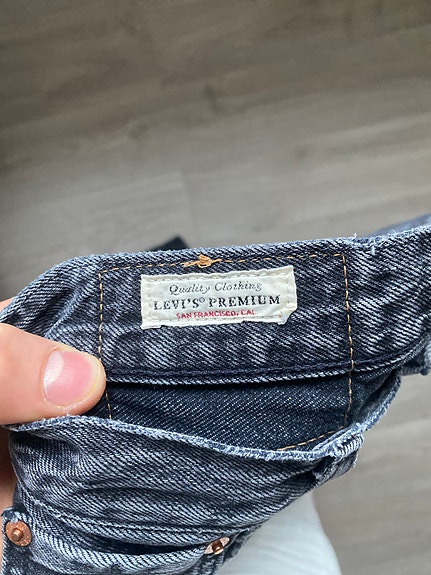 Quality Clothing
LEVI'S® PREMIUM
SAN FRANCISCO, CAL